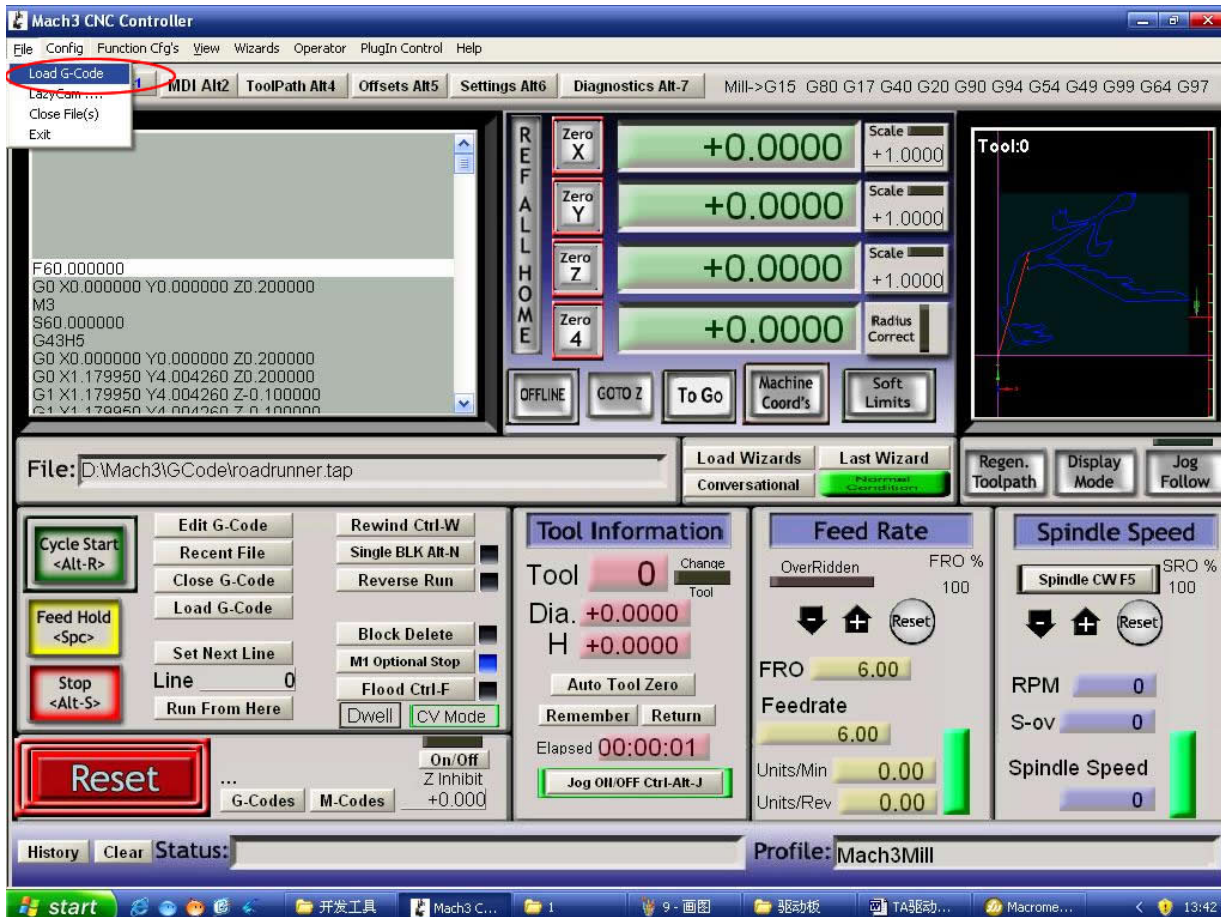 Mach3 CNC Controller
File Config Function Cfg's View Wizards Operator PlugIn Control Help
Load G-Code
LazyCam ....
Close File(s)
Exit
1 MDI Alt2 ToolPath Alt4 Offsets Alt5 Settings Alt6 Diagnostics Alt-7 Mill->G15 G80 G17 G40 G20 G90 G94 G54 G49 G99 G64 G97
F60.000000
G0 X0.000000 Y0.000000 Z0.200000
M3
S60.000000
G43H5
G0 X0.000000 Y0.000000 Z0.200000
G0 X1.179950 Y4.004260 Z0.200000
G1 X1.179950 Y4.004260 Z-0.100000
G1 X1.179950 Y4.004260 Z-0.100000
REF ALL HOME
Zero X +0.0000 Scale +1.0000
Zero Y +0.0000 Scale +1.0000
Zero Z +0.0000 Scale +1.0000
Zero 4 +0.0000 Radius Correct
OFFLINE GOTO Z To Go Machine Coord's Soft Limits
Tool:0
File: D:\Mach3\GCode\roadrunner.tap
Load Wizards Last Wizard
Conversational Normal Condition
Regen. Toolpath Display Mode Jog Follow
Cycle Start <Alt-R>
Feed Hold <Spc>
Stop <Alt-S>
Edit G-Code
Recent File
Close G-Code
Load G-Code
Set Next Line
Line 0
Run From Here
Rewind Ctrl-W
Single BLK Alt-N
Reverse Run
Block Delete
M1 Optional Stop
Flood Ctrl-F
Dwell CV Mode
Reset
...
G-Codes M-Codes
On/Off
Z Inhibit
+0.000
Tool Information
Tool 0 Change Tool
Dia. +0.0000
H +0.0000
Auto Tool Zero
Remember Return
Elapsed 00:00:01
Jog ON/OFF Ctrl-Alt-J
Feed Rate
OverRidden FRO %
100
Reset
FRO 6.00
Feedrate
6.00
Units/Min 0.00
Units/Rev 0.00
Spindle Speed
Spindle CW F5 SRO %
100
Reset
RPM 0
S-ov 0
Spindle Speed
0
History Clear Status:
Profile: Mach3Mill
start 开发工具 Mach3 C... 1 9 - 画图 驱动板 TA驱动... Macrome... 13:42